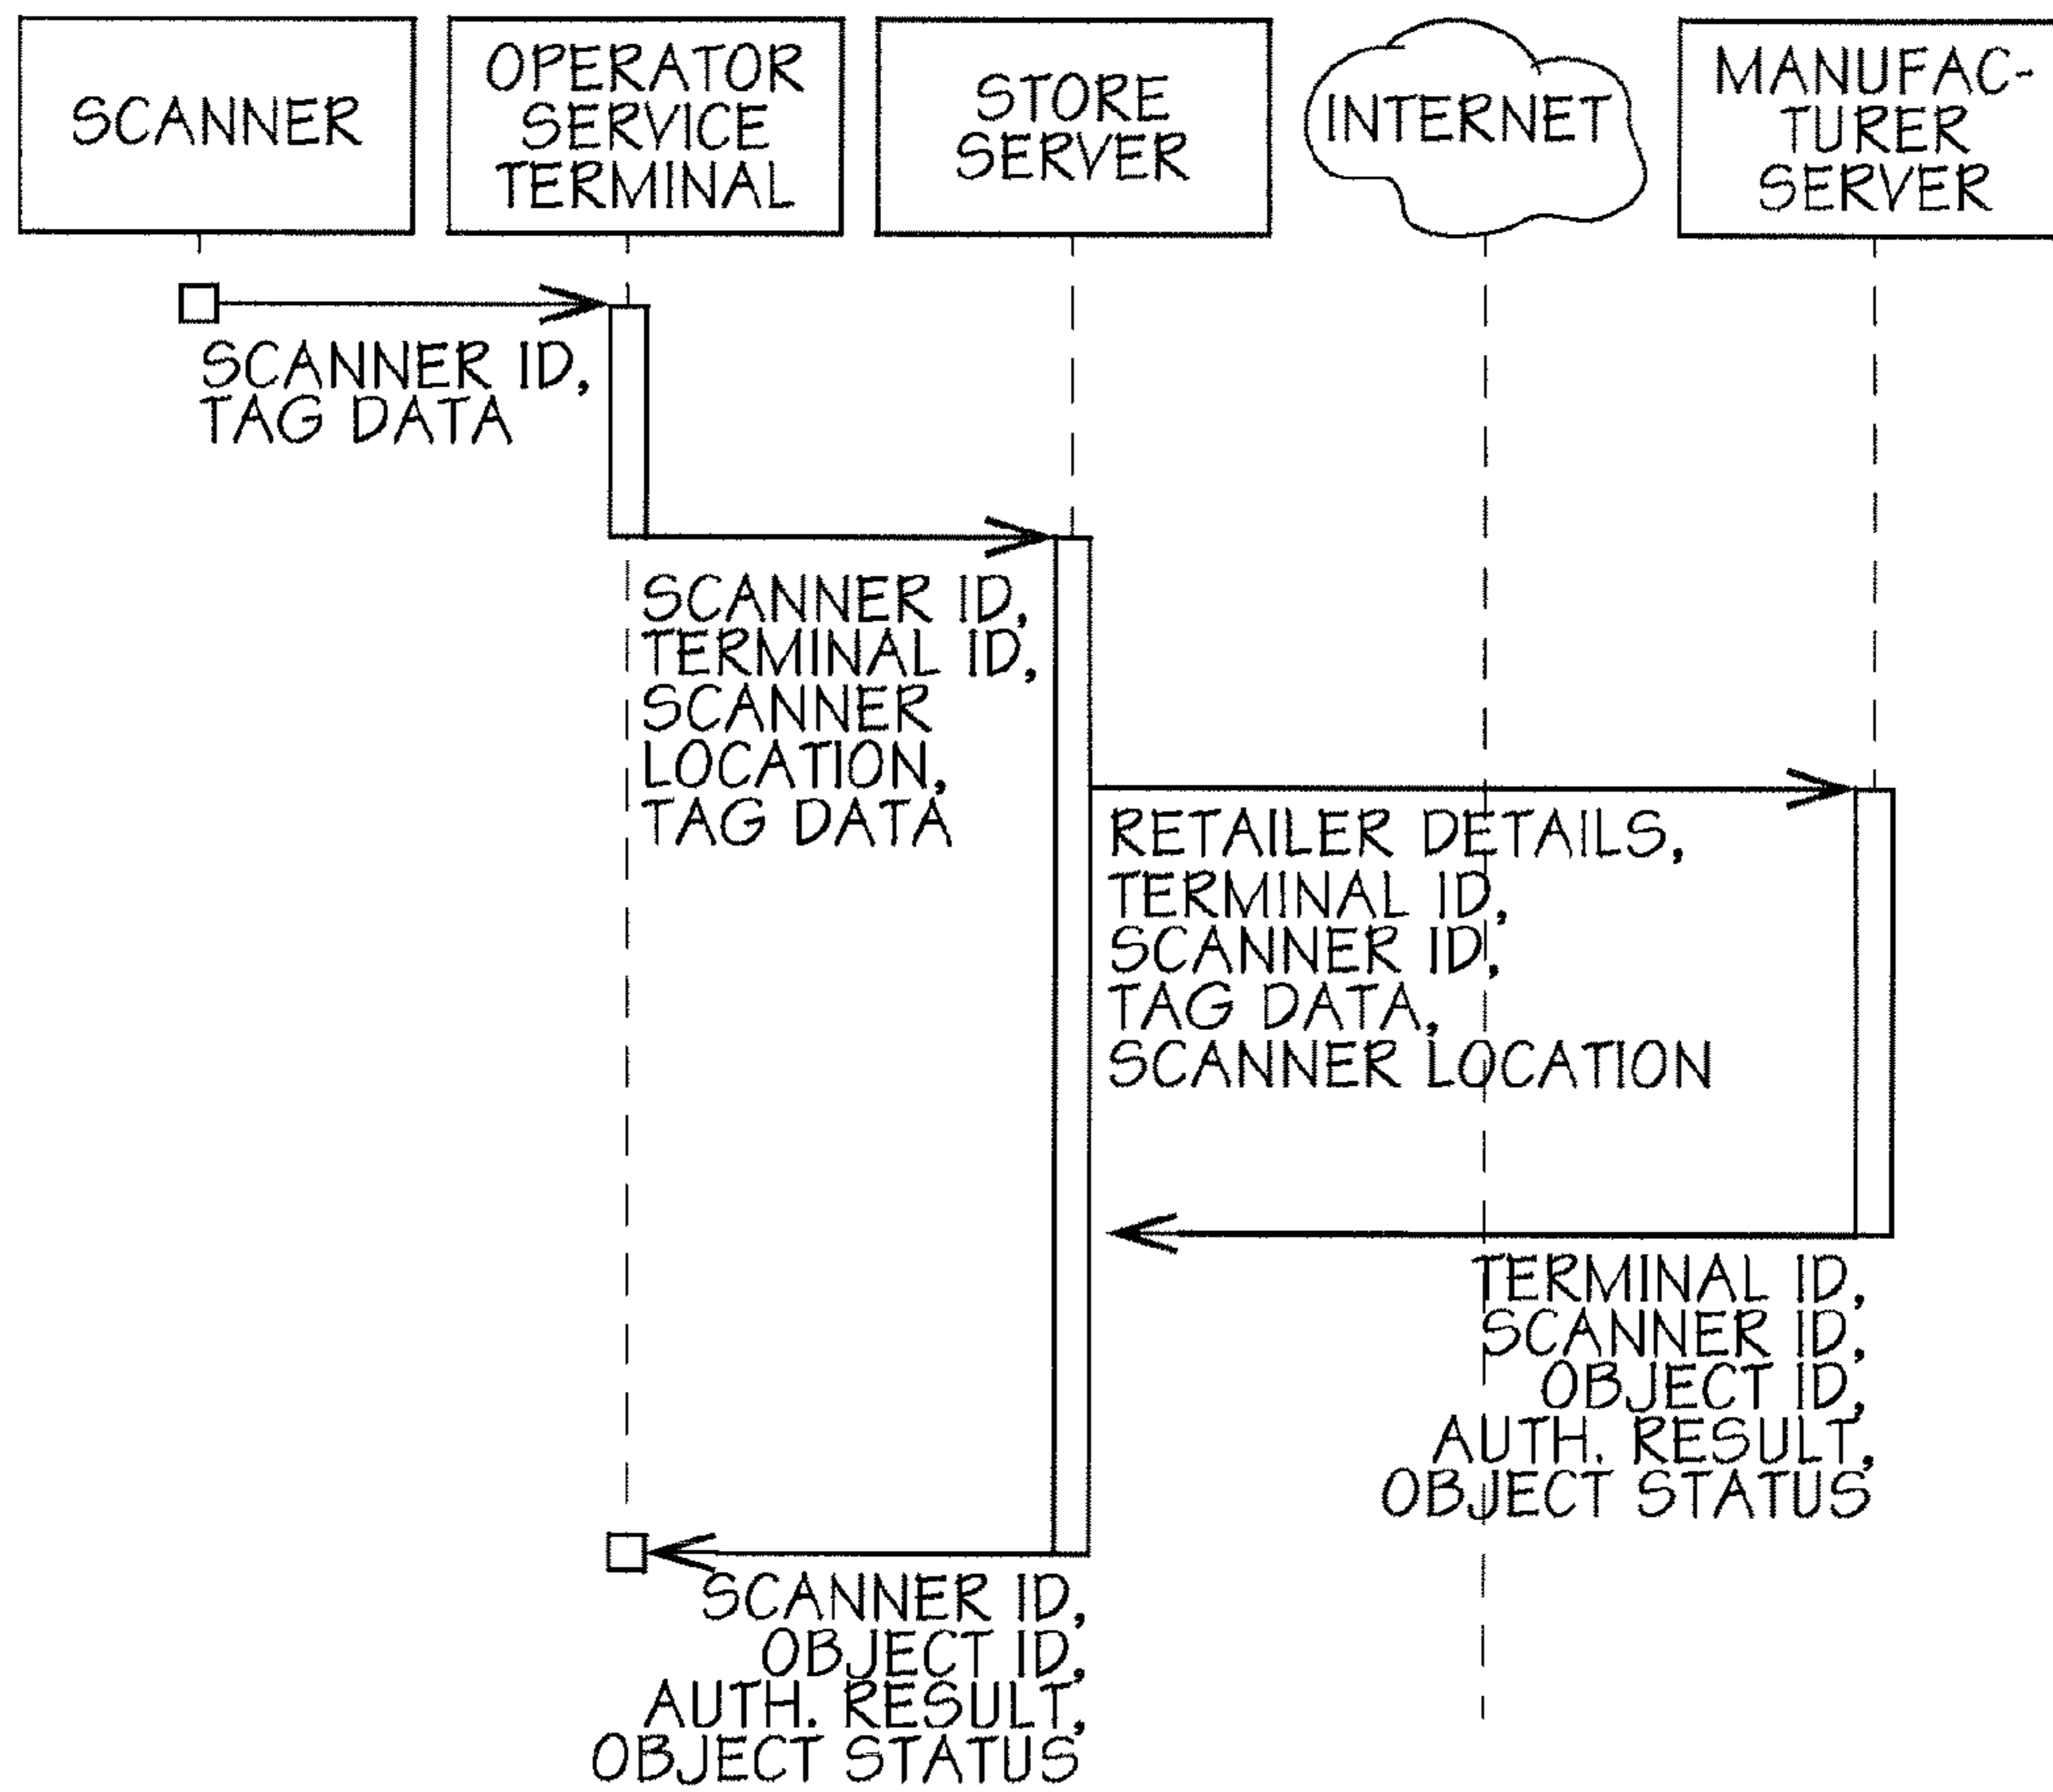 SCANNER
OPERATOR
SERVICE
TERMINAL
STORE
SERVER
INTERNET
MANUFAC-
TURER
SERVER
SCANNER ID,
TAG DATA
SCANNER ID,
TERMINAL ID,
SCANNER
LOCATION,
TAG DATA
RETAILER DETAILS,
TERMINAL ID,
SCANNER ID,
TAG DATA,
SCANNER LOCATION
TERMINAL ID,
SCANNER ID,
OBJECT ID,
AUTH. RESULT,
OBJECT STATUS
SCANNER ID,
OBJECT ID,
AUTH. RESULT,
OBJECT STATUS